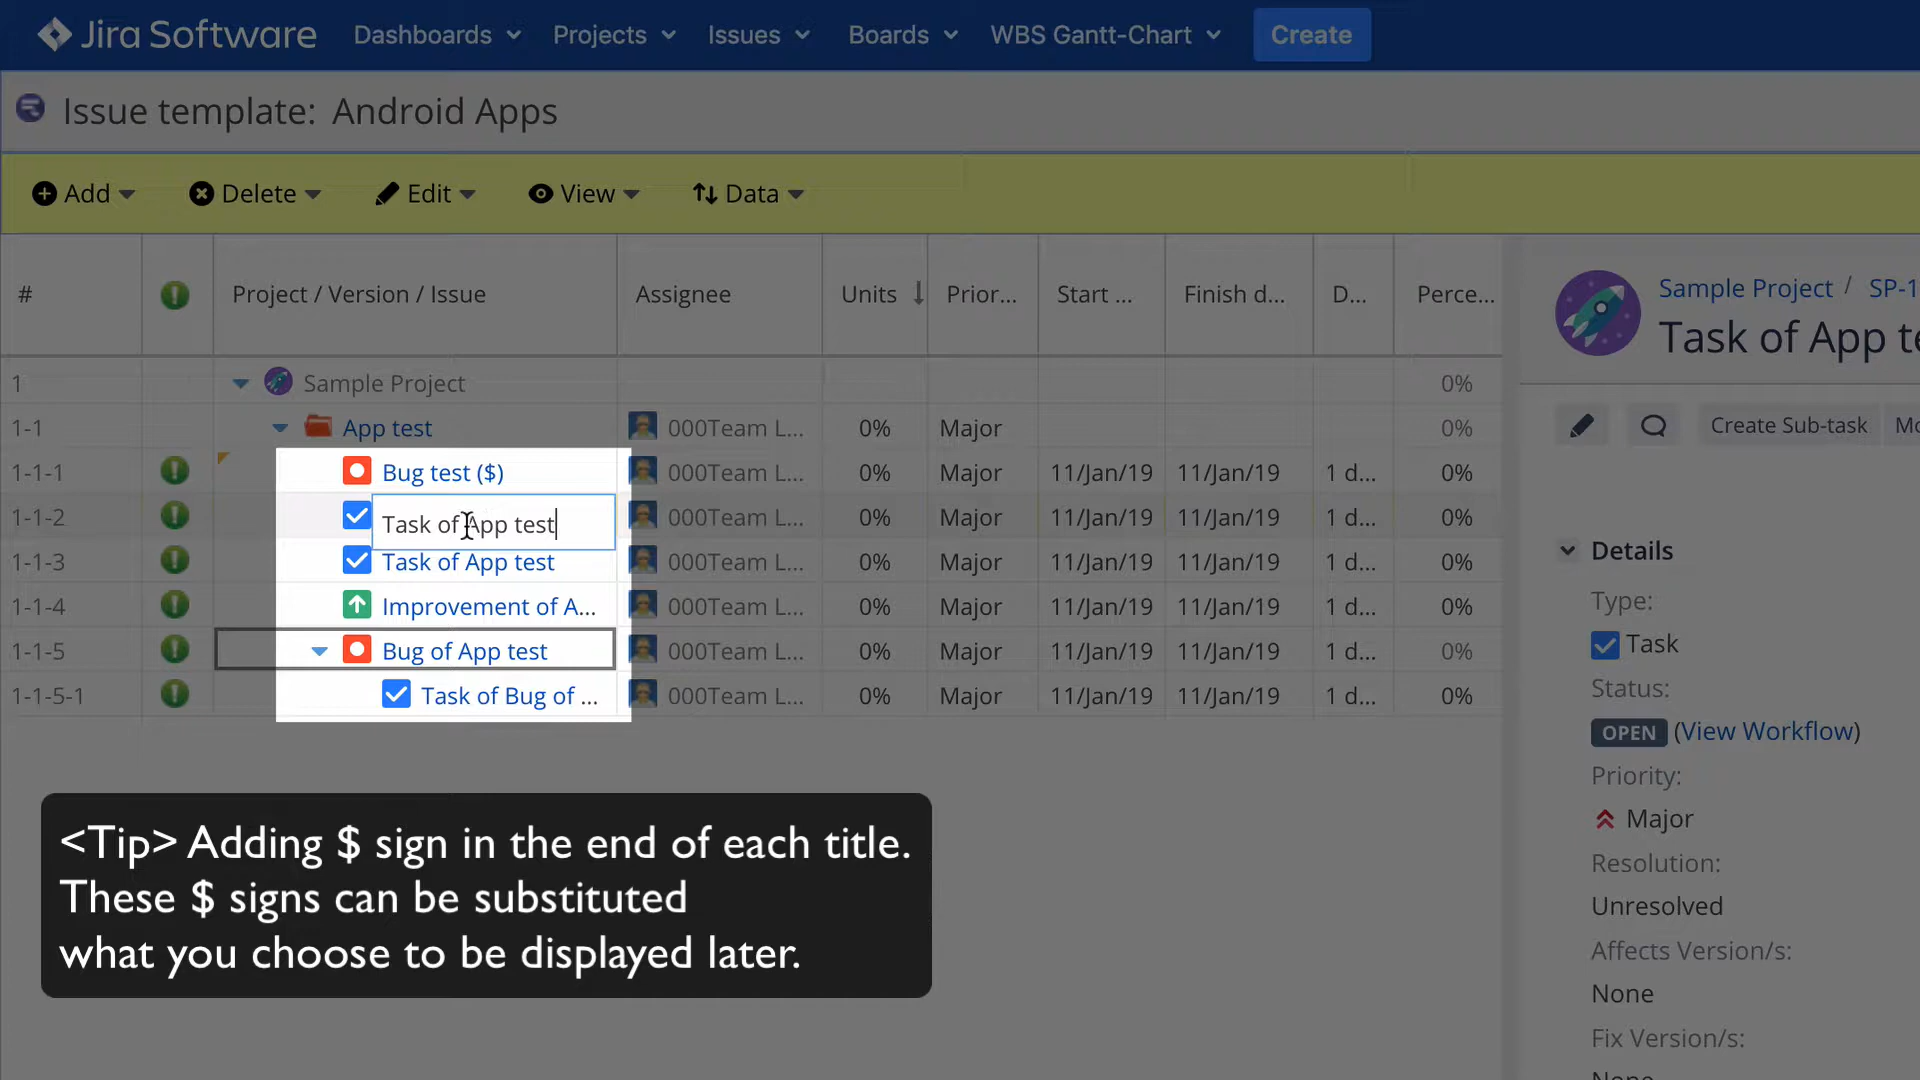 Jira Software Dashboards Projects Issues Boards WBS Gantt-Chart Create
Issue template: Android Apps
Add Delete Edit View Data
# Project / Version / Issue Assignee Units Prior... Start ... Finish d... D... Perce...
1 Sample Project 0%
1-1 App test 000Team L... 0% Major 0%
1-1-1 Bug test ($) 000Team L... 0% Major 11/Jan/19 11/Jan/19 1 d... 0%
1-1-2 Task of App test 000Team L... 0% Major 11/Jan/19 11/Jan/19 1 d... 0%
1-1-3 Task of App test 000Team L... 0% Major 11/Jan/19 11/Jan/19 1 d... 0%
1-1-4 Improvement of A... 000Team L... 0% Major 11/Jan/19 11/Jan/19 1 d... 0%
1-1-5 Bug of App test 000Team L... 0% Major 11/Jan/19 11/Jan/19 1 d... 0%
1-1-5-1 Task of Bug of ... 000Team L... 0% Major 11/Jan/19 11/Jan/19 1 d... 0%
Sample Project / SP-1
Task of App te
Create Sub-task Mo
Details
Type:
Task
Status:
OPEN (View Workflow)
Priority:
Major
Resolution:
Unresolved
Affects Version/s:
None
Fix Version/s:
<Tip> Adding $ sign in the end of each title.
These $ signs can be substituted
what you choose to be displayed later.